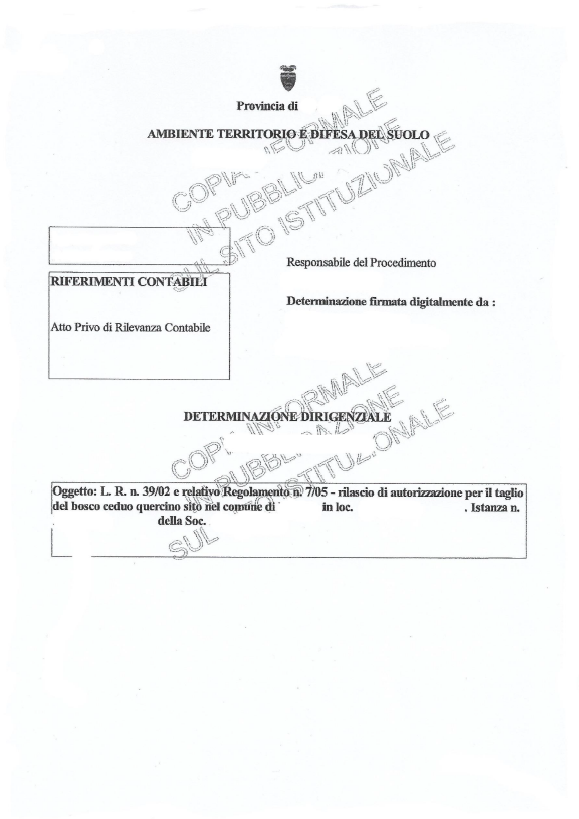 Provincia di
AMBIENTE TERRITORIO E DIFESA DEL SUOLO
COPIA INFORMALE
IN PUBBLICAZIONE
SUL SITO ISTITUZIONALE
Responsabile del Procedimento
RIFERIMENTI CONTABILI
Determinazione firmata digitalmente da :
Atto Privo di Rilevanza Contabile
DETERMINAZIONE DIRIGENZIALE
COPI INFORMALE
IN PUBBLICAZIONE
SUL ISTITUZIONALE
Oggetto: L. R. n. 39/02 e relativo Regolamento n. 7/05 - rilascio di autorizzazione per il taglio
del bosco ceduo quercino sito nel comune di in loc. . Istanza n.
della Soc.